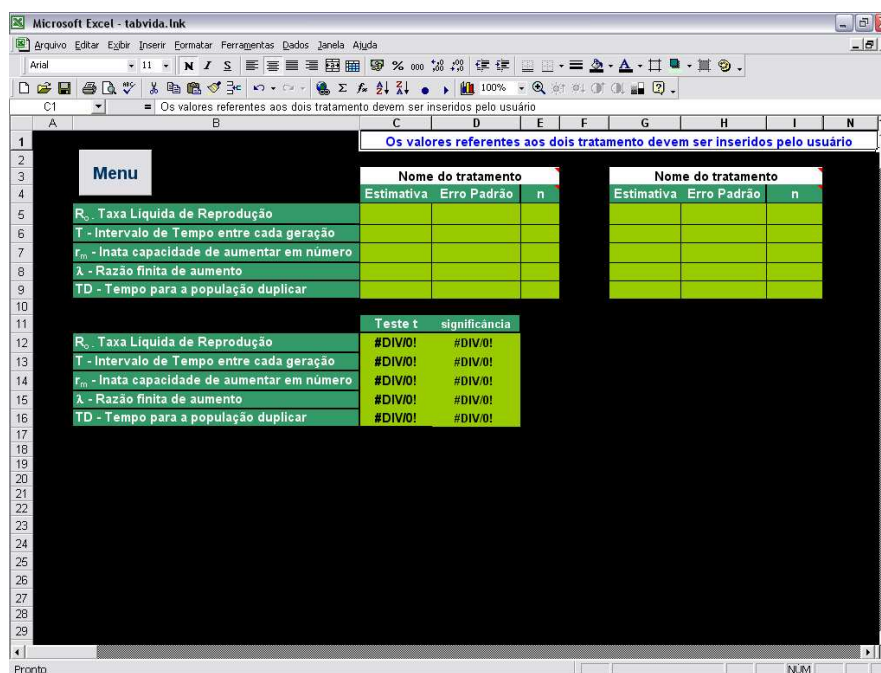 Microsoft Excel - tabvida.lnk
Arquivo Editar Exibir Inserir Formatar Ferramentas Dados Janela Ajuda
Arial 11 N I S % 000
100%
C1 = Os valores referentes aos dois tratamento devem ser inseridos pelo usuário
A B C D E F G H I N
1 Os valores referentes aos dois tratamento devem ser inseridos pelo usuário
2
Menu
3 Nome do tratamento Nome do tratamento
4 Estimativa Erro Padrão n Estimativa Erro Padrão n
5 R₀ - Taxa Líquida de Reprodução
6 T - Intervalo de Tempo entre cada geração
7 rₘ - Inata capacidade de aumentar em número
8 λ - Razão finita de aumento
9 TD - Tempo para a população duplicar
10
11 Teste t significância
12 R₀ - Taxa Líquida de Reprodução #DIV/0! #DIV/0!
13 T - Intervalo de Tempo entre cada geração #DIV/0! #DIV/0!
14 rₘ - Inata capacidade de aumentar em número #DIV/0! #DIV/0!
15 λ - Razão finita de aumento #DIV/0! #DIV/0!
16 TD - Tempo para a população duplicar #DIV/0! #DIV/0!
17
18
19
20
21
22
23
24
25
26
27
28
29
Pronto NÚM